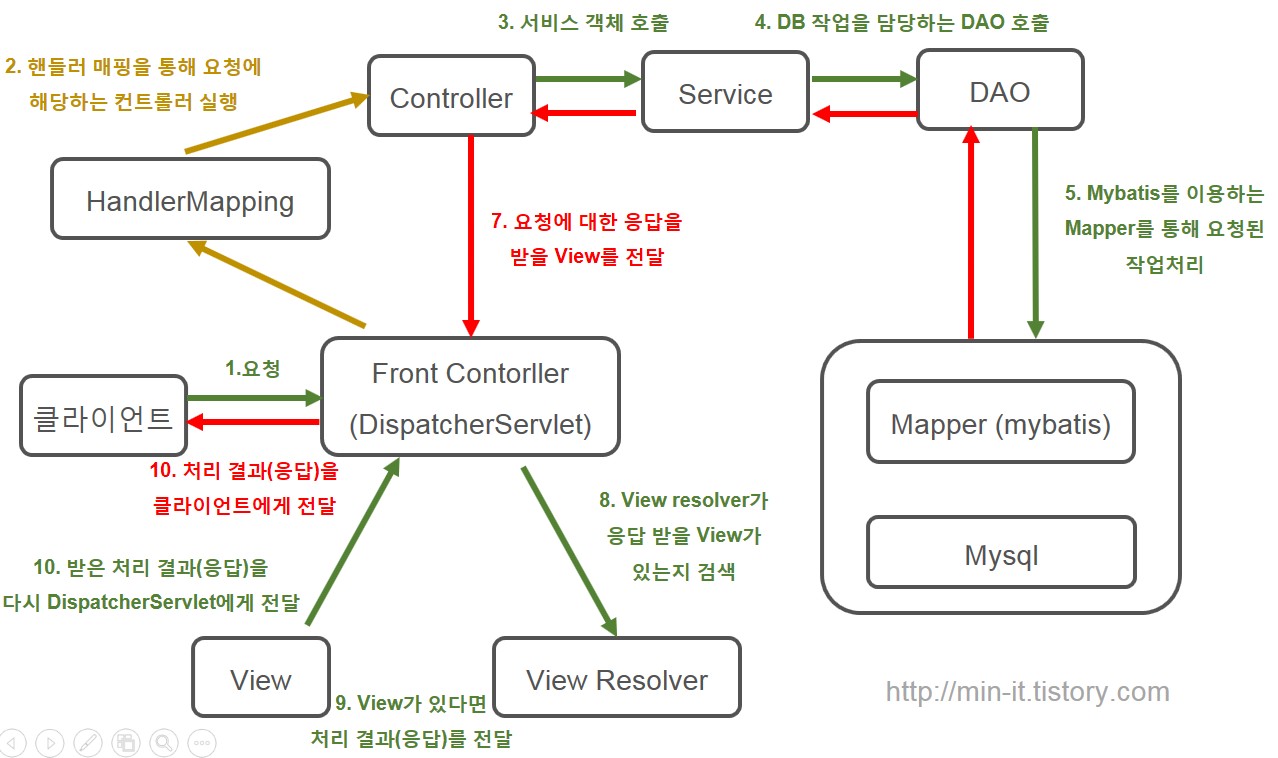 3. 서비스 객체 호출
4. DB 작업을 담당하는 DAO 호출
2. 핸들러 매핑을 통해 요청에
해당하는 컨트롤러 실행
Controller
Service
DAO
HandlerMapping
5. Mybatis를 이용하는
Mapper를 통해 요청된
작업처리
7. 요청에 대한 응답을
받을 View를 전달
1.요청
클라이언트
Front Contorller
(DispatcherServlet)
Mapper (mybatis)
Mysql
10. 처리 결과(응답)을
클라이언트에게 전달
8. View resolver가
응답 받을 View가
있는지 검색
10. 받은 처리 결과(응답)을
다시 DispatcherServlet에게 전달
View
View Resolver
9. View가 있다면
처리 결과(응답)를 전달
http://min-it.tistory.com